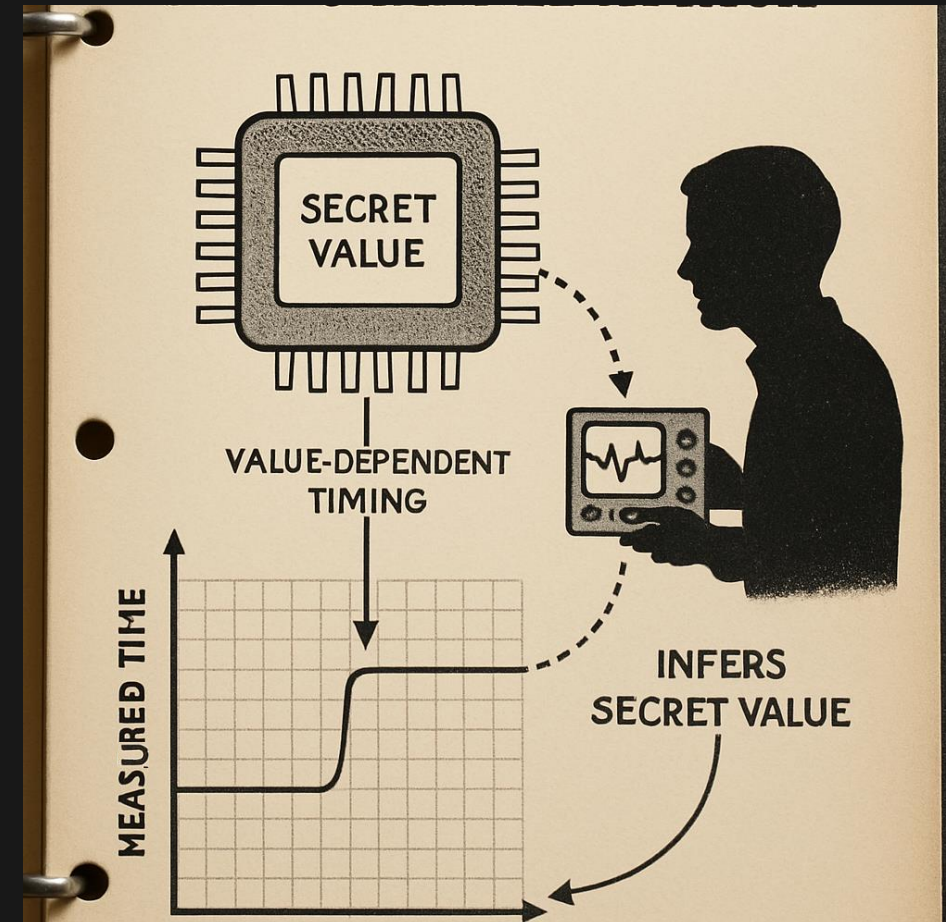 SECRET
VALUE
VALUE-DEPENDENT
TIMING
MEASURED TIME
INFERS
SECRET VALUE